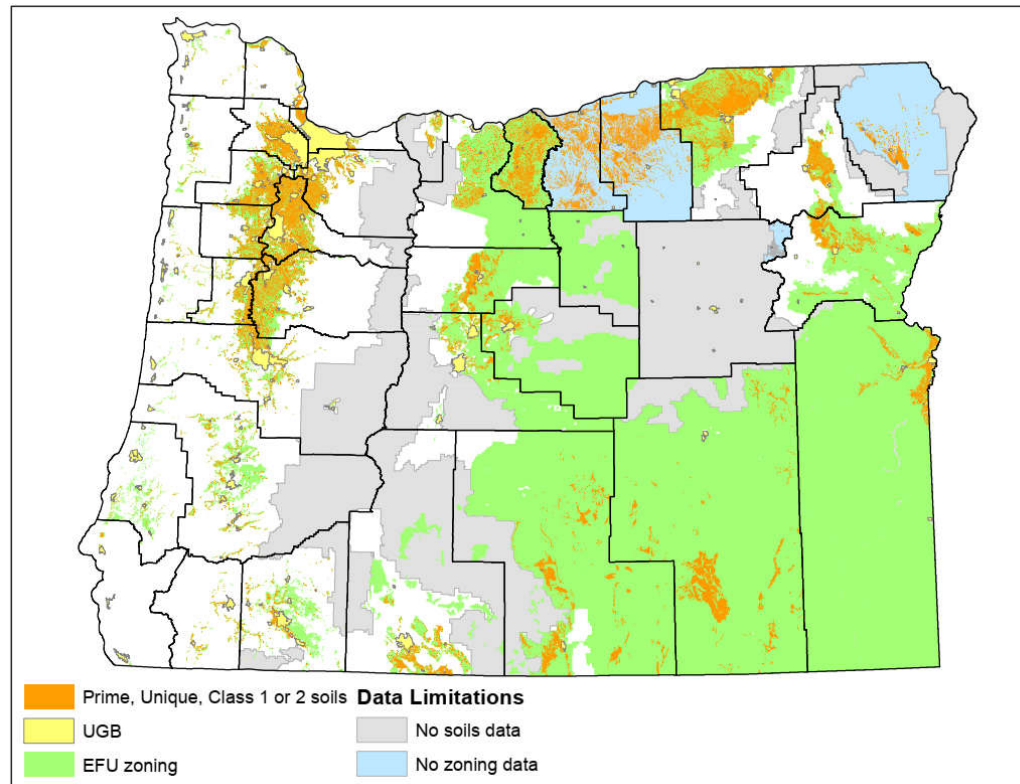 Prime, Unique, Class 1 or 2 soils
UGB
EFU zoning
Data Limitations
No soils data
No zoning data